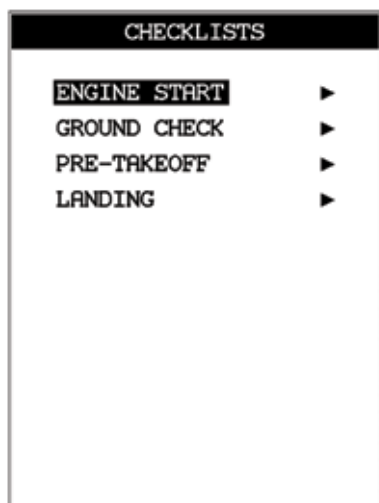 CHECKLISTS
ENGINE START ►
GROUND CHECK ►
PRE-TAKEOFF ►
LANDING ►